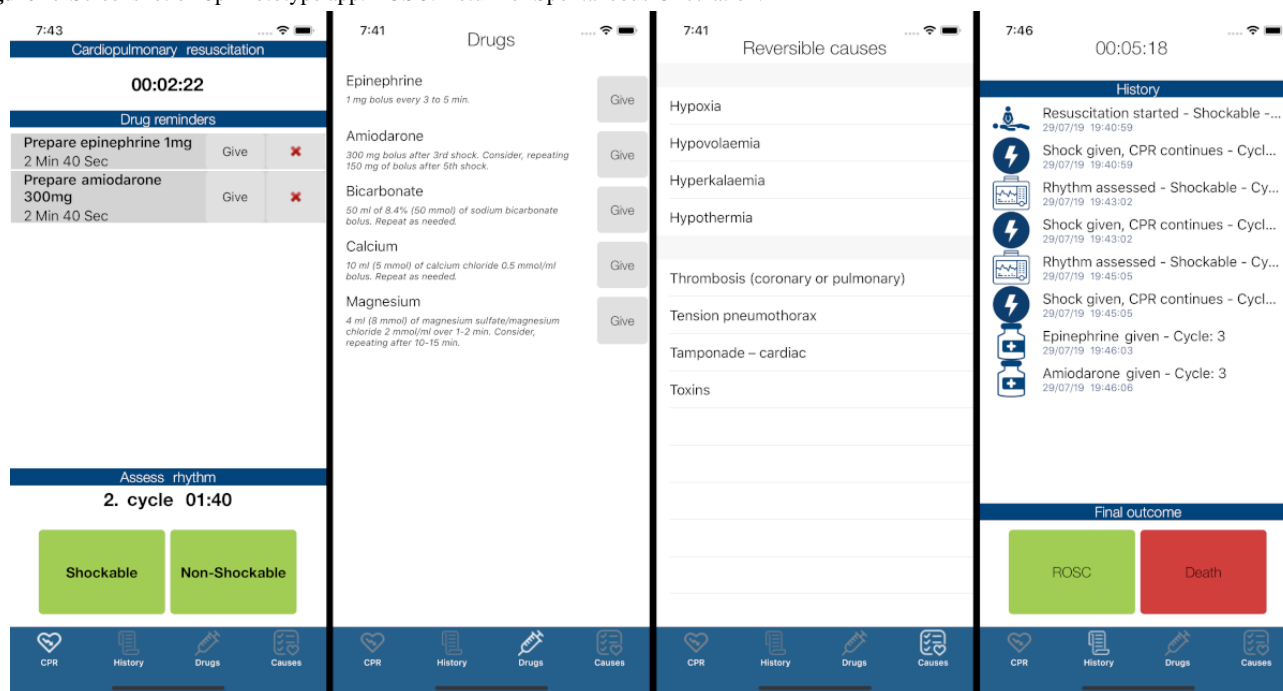 7:43
Cardiopulmonary resuscitation
00:02:22
Drug reminders
Prepare epinephrine 1mg
2 Min 40 Sec
Give
Prepare amiodarone
300mg
2 Min 40 Sec
Give
Assess rhythm
2. cycle 01:40
Shockable
Non-Shockable
CPR
History
Drugs
Causes
7:41
Drugs
Epinephrine
1 mg bolus every 3 to 5 min.
Give
Amiodarone
300 mg bolus after 3rd shock. Consider, repeating
150 mg of bolus after 5th shock.
Give
Bicarbonate
50 ml of 8.4% (50 mmol) of sodium bicarbonate
bolus. Repeat as needed.
Give
Calcium
10 ml (5 mmol) of calcium chloride 0.5 mmol/ml
bolus. Repeat as needed.
Give
Magnesium
4 ml (8 mmol) of magnesium sulfate/magnesium
chloride 2 mmol/ml over 1-2 min. Consider,
repeating after 10-15 min.
Give
CPR
History
Drugs
Causes
7:41
Reversible causes
Hypoxia
Hypovolaemia
Hyperkalaemia
Hypothermia
Thrombosis (coronary or pulmonary)
Tension pneumothorax
Tamponade – cardiac
Toxins
CPR
History
Drugs
Causes
7:46
00:05:18
History
Resuscitation started - Shockable -...
29/07/19 19:40:59
Shock given, CPR continues - Cycl...
29/07/19 19:40:59
Rhythm assessed - Shockable - Cy...
29/07/19 19:43:02
Shock given, CPR continues - Cycl...
29/07/19 19:43:02
Rhythm assessed - Shockable - Cy...
29/07/19 19:45:05
Shock given, CPR continues - Cycl...
29/07/19 19:45:05
Epinephrine given - Cycle: 3
29/07/19 19:46:03
Amiodarone given - Cycle: 3
29/07/19 19:46:06
Final outcome
ROSC
Death
CPR
History
Drugs
Causes